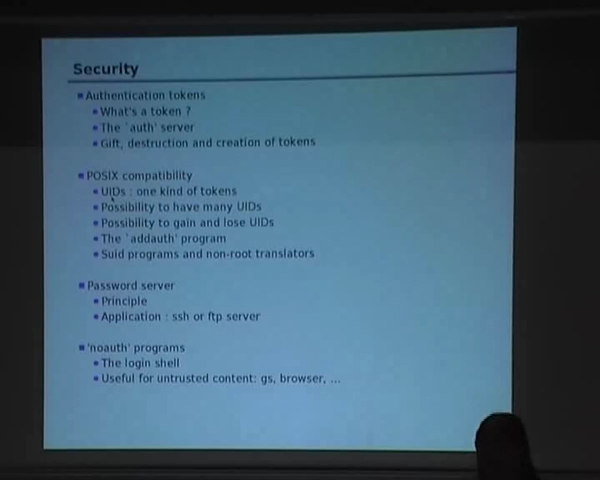 Security
Authentication tokens
What's a token ?
The `auth' server
Gift, destruction and creation of tokens
POSIX compatibility
UIDs : one kind of tokens
Possibility to have many UIDs
Possibility to gain and lose UIDs
The `addauth' program
Suid programs and non-root translators
Password server
Principle
Application : ssh or ftp server
'noauth' programs
The login shell
Useful for untrusted content: gs, browser, ...